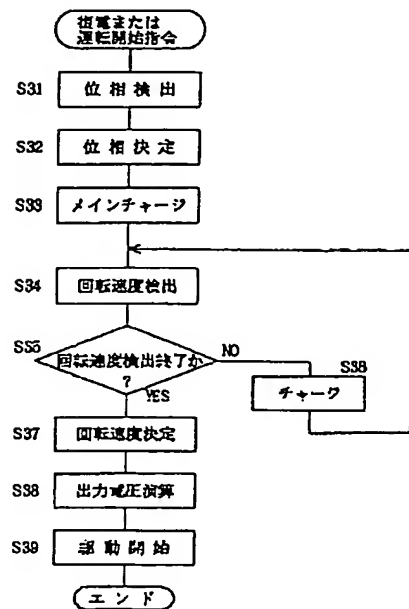 復電または
運転開始指令
S31
位相検出
S32
位相決定
S33
メインチャージ
S34
回転速度検出
S35
回転速度検出終了か
?
NO
YES
S38
チャージ
S37
回転速度決定
S38
出力電圧演算
S39
駆動開始
エンド